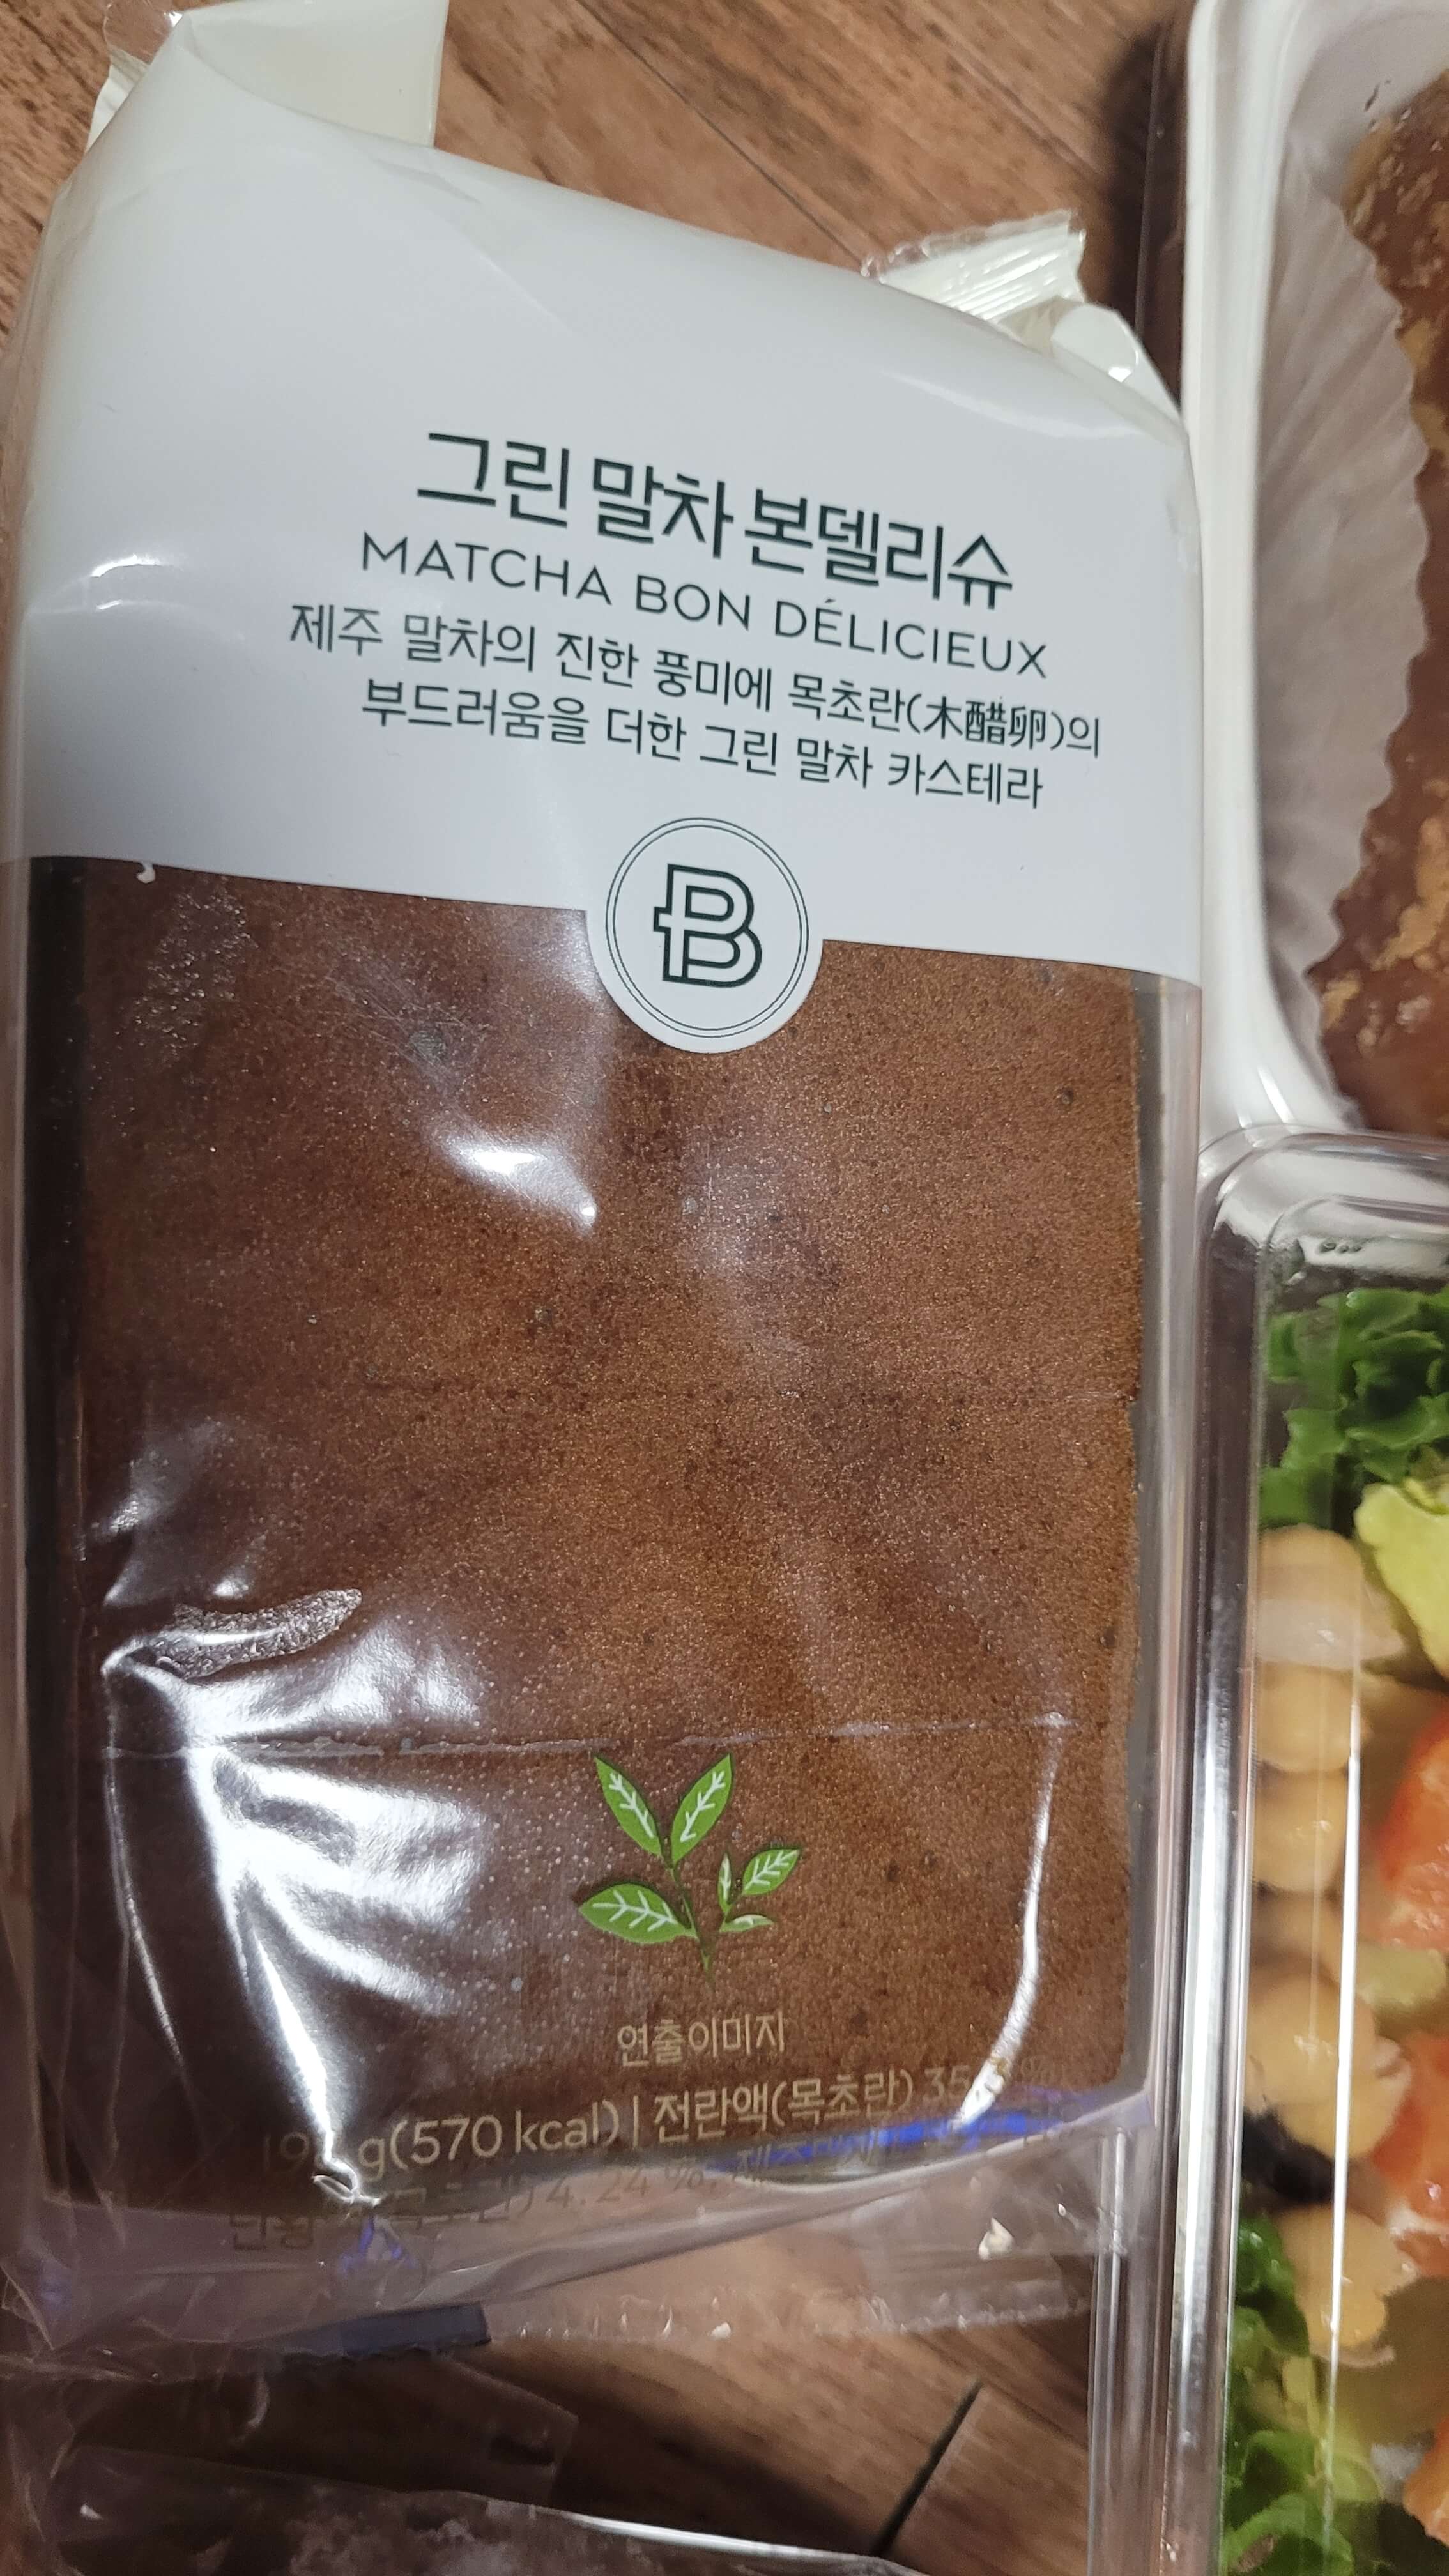 그린 말차 본델리슈
MATCHA BON DÉLICIEUX
제주 말차의 진한 풍미에 목초란(木醋卵)의
부드러움을 더한 그린 말차 카스테라
B
연출이미지
g(570 kcal) | 전란액(목초란)
4.24 %,